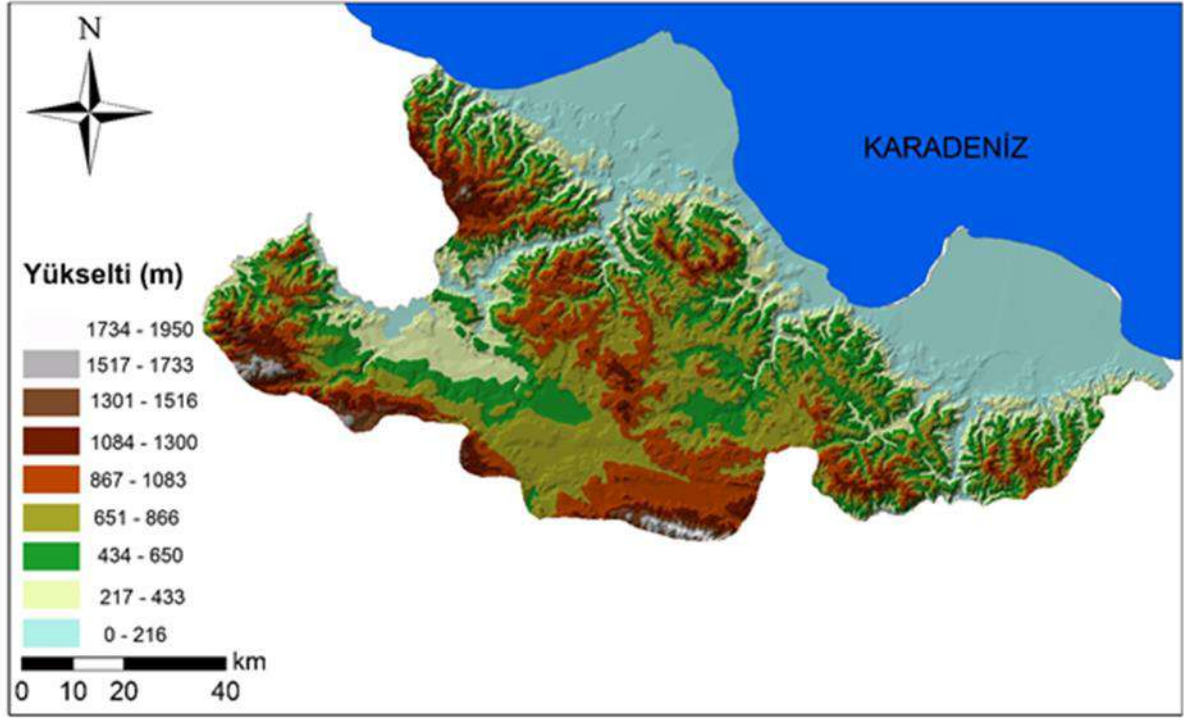 N
KARADENİZ
Yükselti (m)
1734 - 1950
1517 - 1733
1301 - 1516
1084 - 1300
867 - 1083
651 - 866
434 - 650
217 - 433
0 - 216
km
0 10 20 40